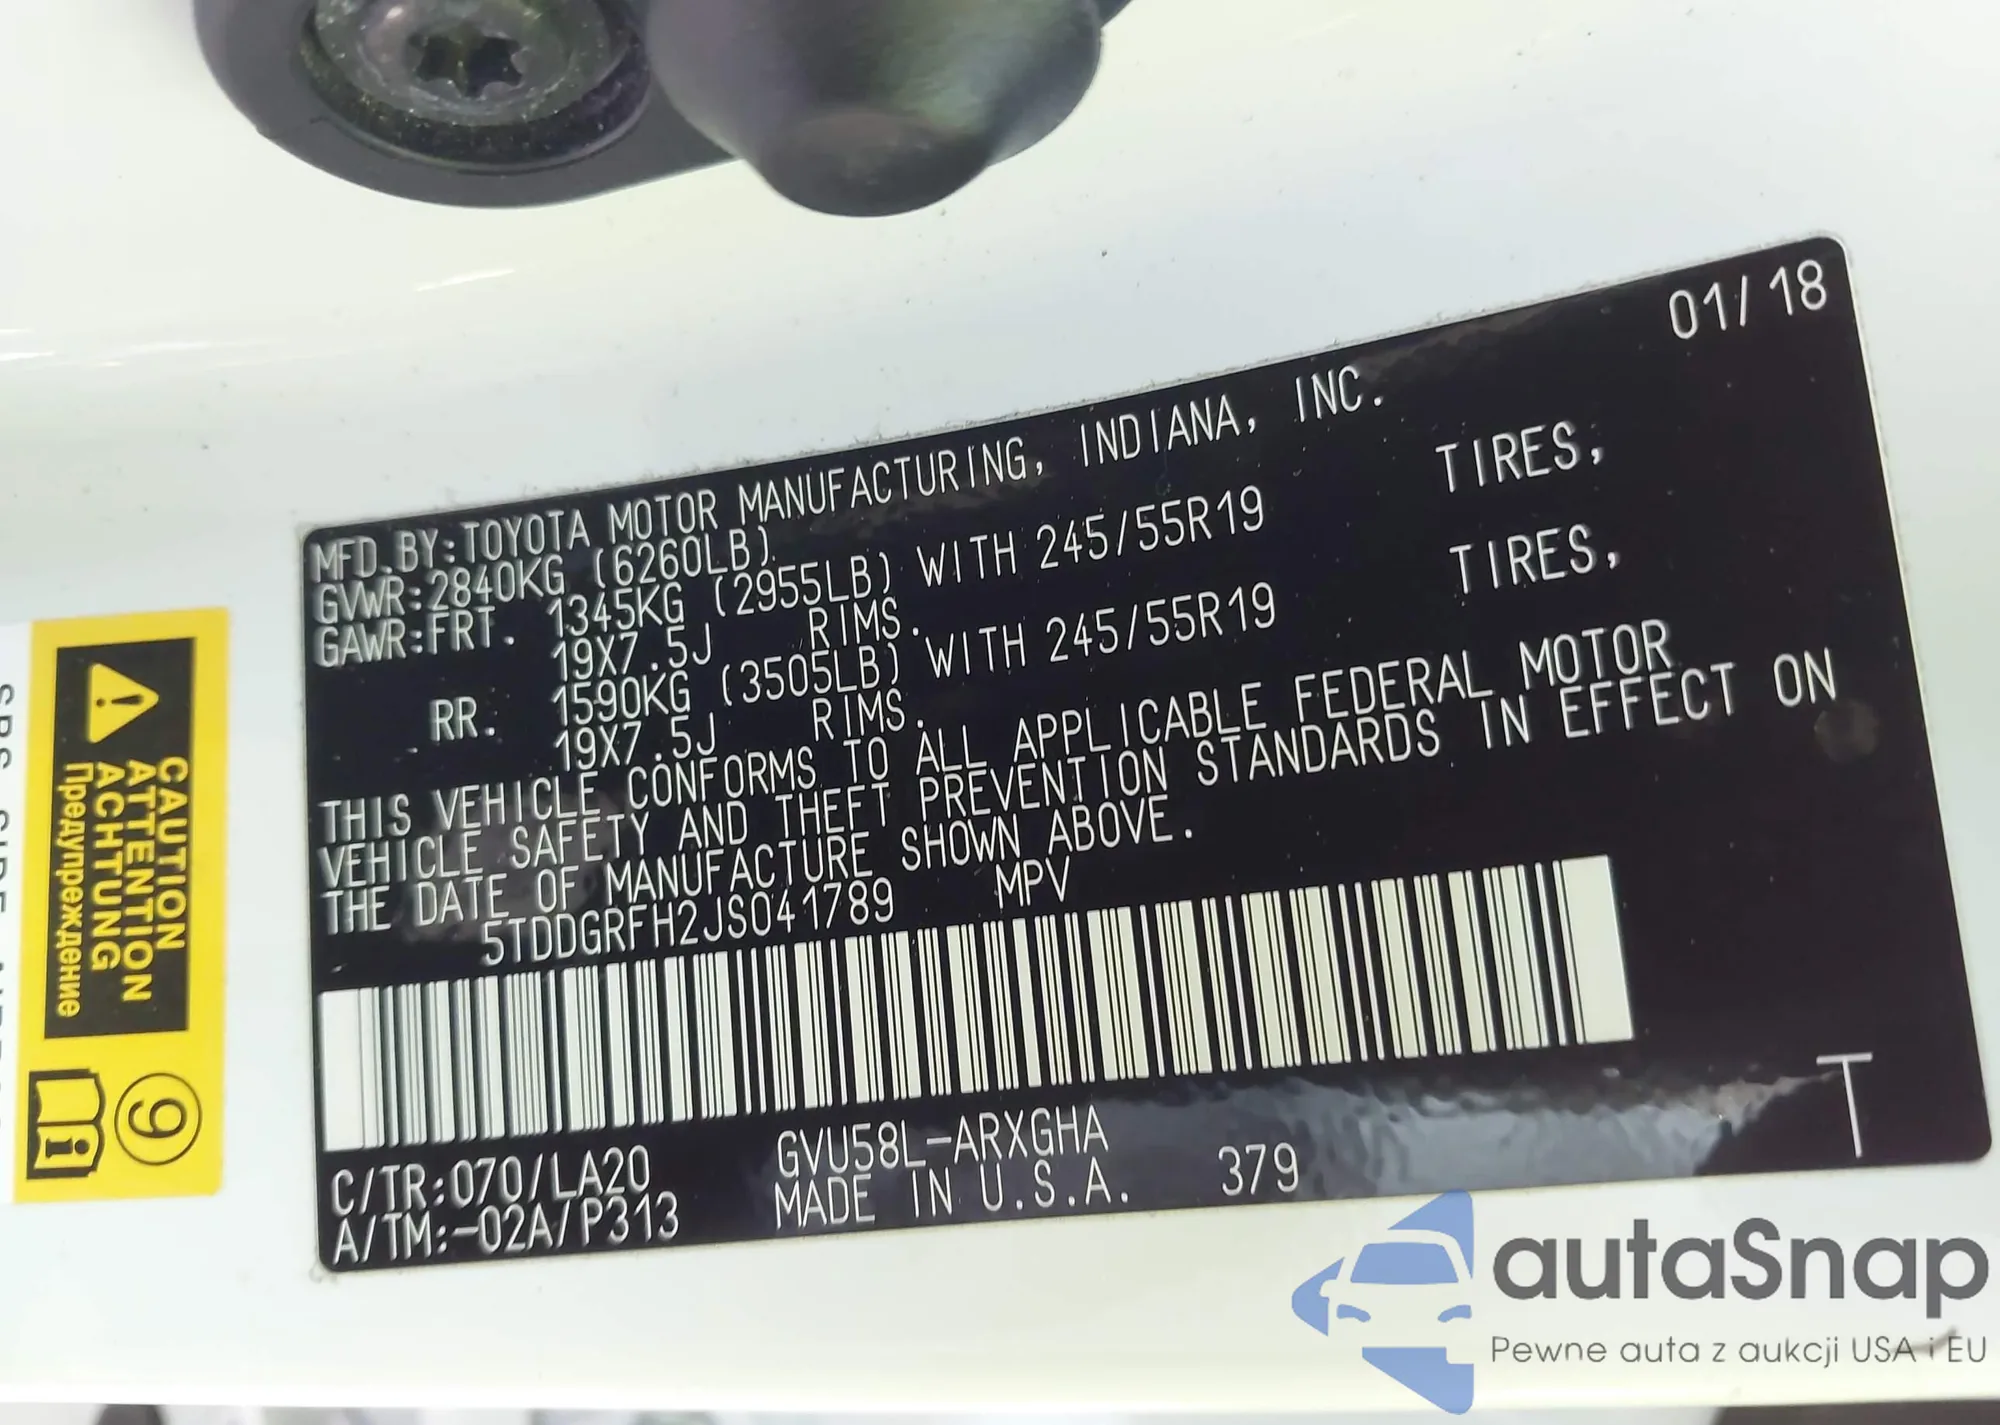 01/18
MFD.BY:TOYOTA MOTOR MANUFACTURING, INDIANA, INC.
GVWR:2840KG (6260LB)
GAWR:FRT. 1345KG (2955LB) WITH 245/55R19 TIRES,
19X7.5J RIMS.
RR. 1590KG (3505LB) WITH 245/55R19 TIRES,
19X7.5J RIMS.
THIS VEHICLE CONFORMS TO ALL APPLICABLE FEDERAL MOTOR
VEHICLE SAFETY AND THEFT PREVENTION STANDARDS IN EFFECT ON
THE DATE OF MANUFACTURE SHOWN ABOVE.
5TDDGRFH2JS041789 MPV
C/TR:070/LA20 GVU58L-ARXGHA
A/TM:-02A/P313 MADE IN U.S.A. 379
T
CAUTION
ATTENTION
ACHTUNG
Предупреждение
9
i
autaSnap
Pewne auta z aukcji USA i EU